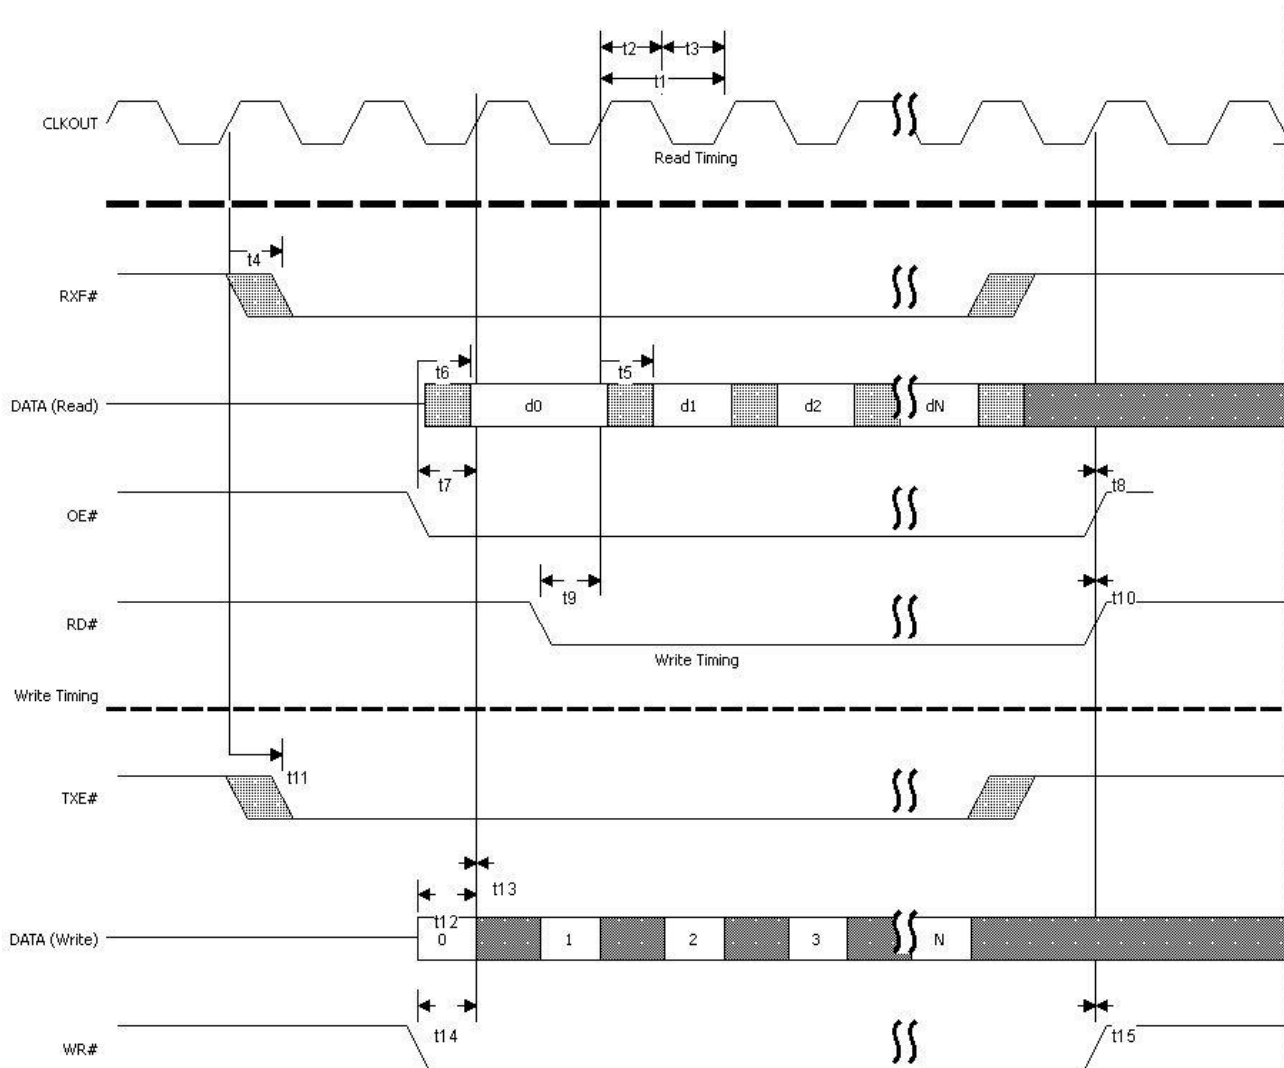 t2 t3
t1
CLKOUT
Read Timing
t4
RXF#
t6 t5
DATA (Read) d0 d1 d2 dN
t7 t8
OE#
t9 t10
RD#
Write Timing
Write Timing
t11
TXE#
t13
t12
DATA (Write) 0 1 2 3 N
t14 t15
WR#